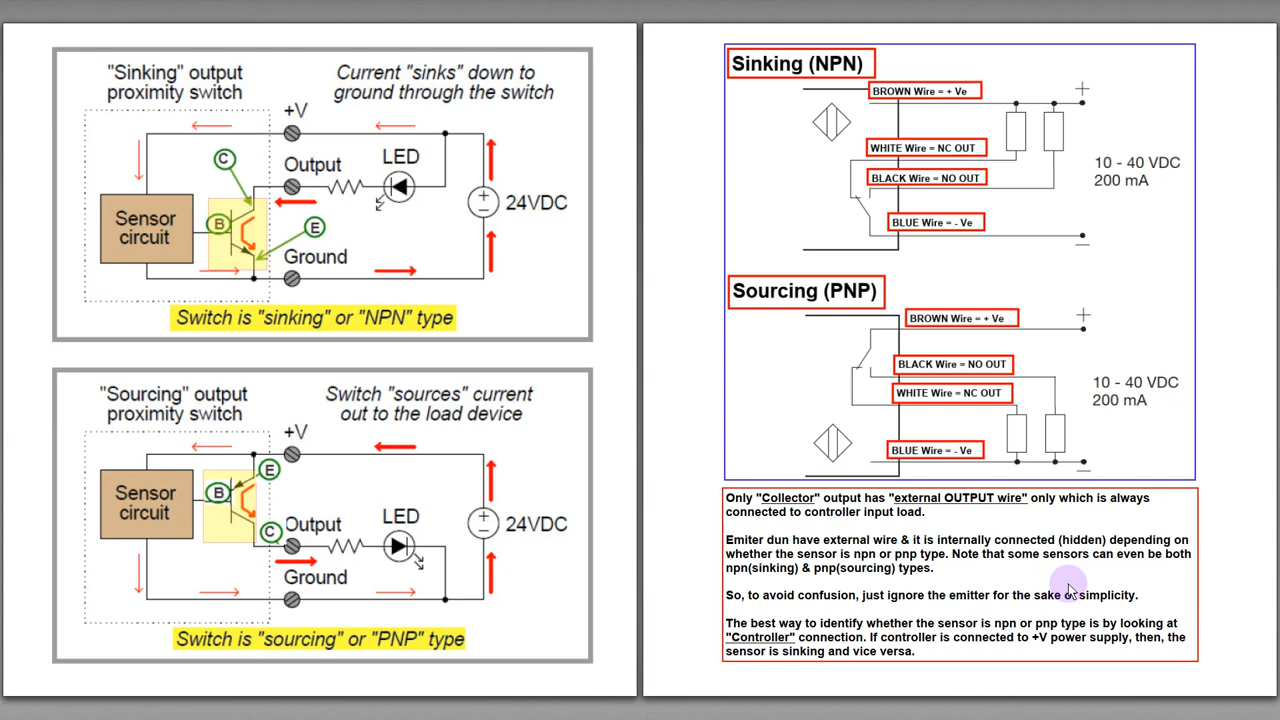 "Sinking" output
proximity switch
Current "sinks" down to
ground through the switch
+V
C
Output
LED
Sensor
circuit
B
E
+
−
24VDC
Ground
Switch is "sinking" or "NPN" type
"Sourcing" output
proximity switch
Switch "sources" current
out to the load device
+V
E
Sensor
circuit
B
C
Output
LED
+
−
24VDC
Ground
Switch is "sourcing" or "PNP" type
Sinking (NPN)
BROWN Wire = + Ve
+
WHITE Wire = NC OUT
BLACK Wire = NO OUT
10 - 40 VDC
200 mA
BLUE Wire = - Ve
−
Sourcing (PNP)
BROWN Wire = + Ve
+
BLACK Wire = NO OUT
WHITE Wire = NC OUT
10 - 40 VDC
200 mA
BLUE Wire = - Ve
−
Only "Collector" output has "external OUTPUT wire" only which is always
connected to controller input load.
Emiter dun have external wire & it is internally connected (hidden) depending on
whether the sensor is npn or pnp type. Note that some sensors can even be both
npn(sinking) & pnp(sourcing) types.
So, to avoid confusion, just ignore the emitter for the sake of simplicity.
The best way to identify whether the sensor is npn or pnp type is by looking at
"Controller" connection. If controller is connected to +V power supply, then, the
sensor is sinking and vice versa.